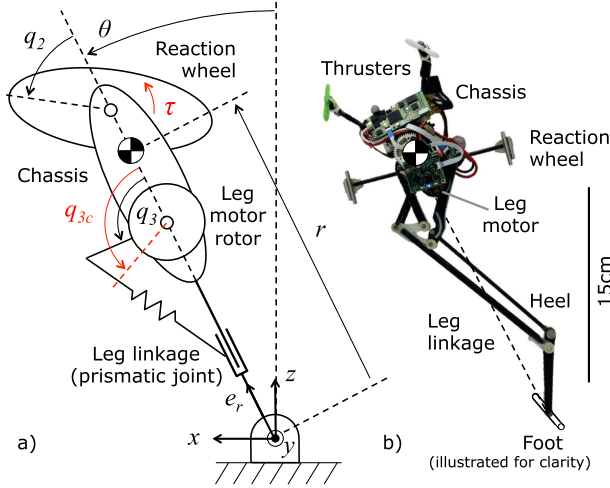 q2
θ
Reaction
wheel
τ
Chassis
q3c
q3
Leg
motor
rotor
r
Leg linkage
(prismatic joint)
er
z
x
y
a)
Thrusters
Chassis
Reaction
wheel
Leg
motor
15cm
Heel
Leg
linkage
b)
Foot
(illustrated for clarity)